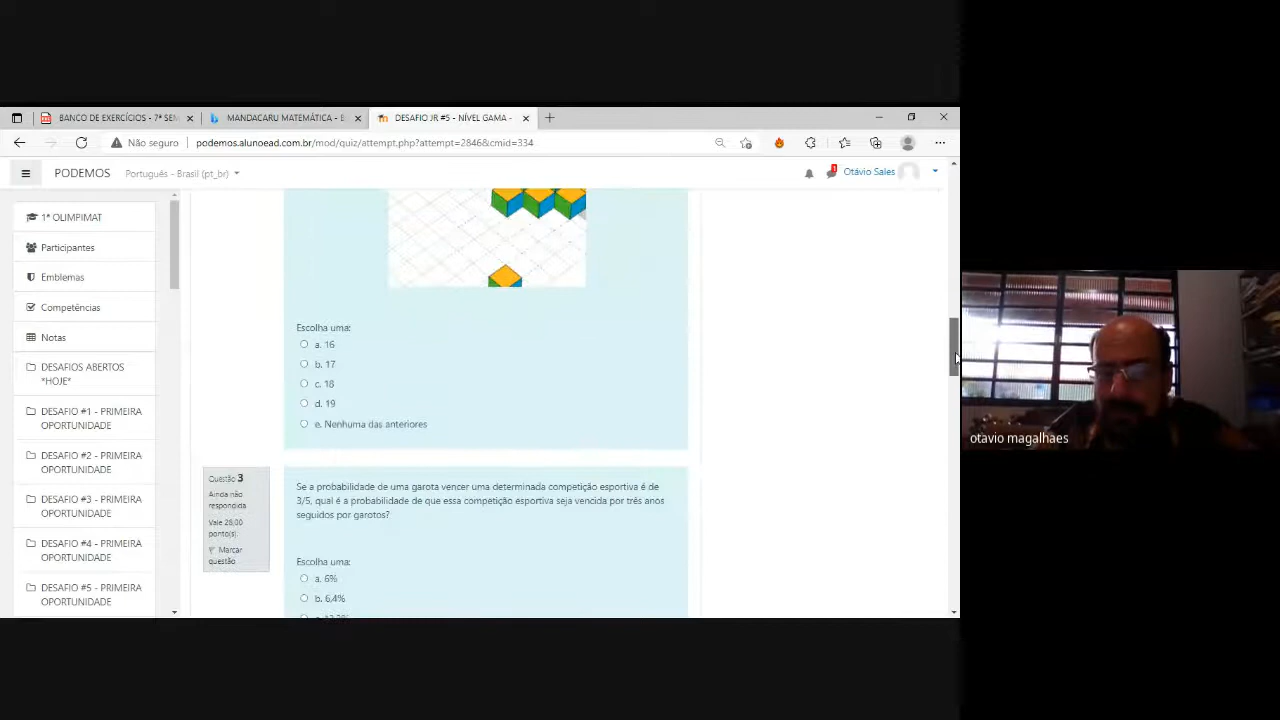 BANCO DE EXERCÍCIOS - 7ª SEM
MANDACARU MATEMÁTICA - E
DESAFIO JR #5 - NÍVEL GAMA -
Não seguro
podemos.alunoead.com.br/mod/quiz/attempt.php?attempt=2846&cmid=334
PODEMOS
Português - Brasil (pt_br)
Otávio Sales
1ª OLIMPIMAT
Participantes
Emblemas
Competências
Notas
DESAFIOS ABERTOS
*HOJE*
DESAFIO #1 - PRIMEIRA
OPORTUNIDADE
DESAFIO #2 - PRIMEIRA
OPORTUNIDADE
DESAFIO #3 - PRIMEIRA
OPORTUNIDADE
DESAFIO #4 - PRIMEIRA
OPORTUNIDADE
DESAFIO #5 - PRIMEIRA
OPORTUNIDADE
Escolha uma:
a. 16
b. 17
c. 18
d. 19
e. Nenhuma das anteriores
Questão 3
Ainda não
respondida
Vale 28,00
ponto(s).
Marcar
questão
Se a probabilidade de uma garota vencer uma determinada competição esportiva é de
3/5, qual é a probabilidade de que essa competição esportiva seja vencida por três anos
seguidos por garotos?
Escolha uma:
a. 6%
b. 6,4%
otavio magalhaes